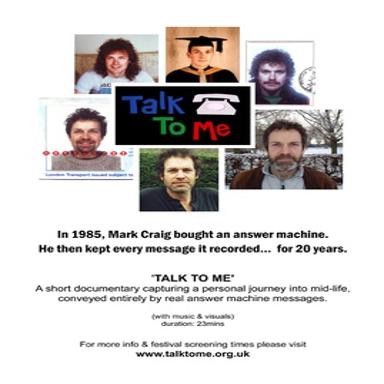 Talk
To Me
London Transport issued subject to
In 1985, Mark Craig bought an answer machine.
He then kept every message it recorded... for 20 years.
"TALK TO ME"
A short documentary capturing a personal journey into mid-life,
conveyed entirely by real answer machine messages.
(with music & visuals)
duration: 23mins
For more info & festival screening times please visit
www.talktome.org.uk